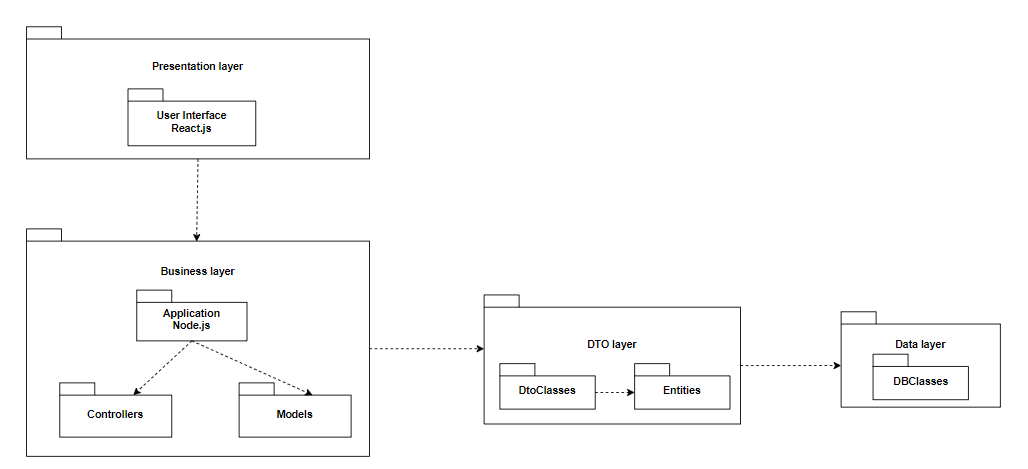 Presentation layer
User Interface
React.js
Business layer
Application
Node.js
Controllers
Models
DTO layer
DtoClasses
Entities
Data layer
DBClasses